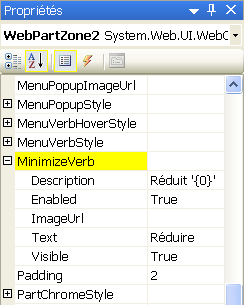 Propriétés
WebPartZone2 System.Web.UI.WebC
MenuPopupImageUrl
MenuPopupStyle
MenuVerbHoverStyle
MenuVerbStyle
MinimizeVerb
Description Réduit '{0}'
Enabled True
ImageUrl
Text Réduire
Visible True
Padding 2
PartChromeStyle